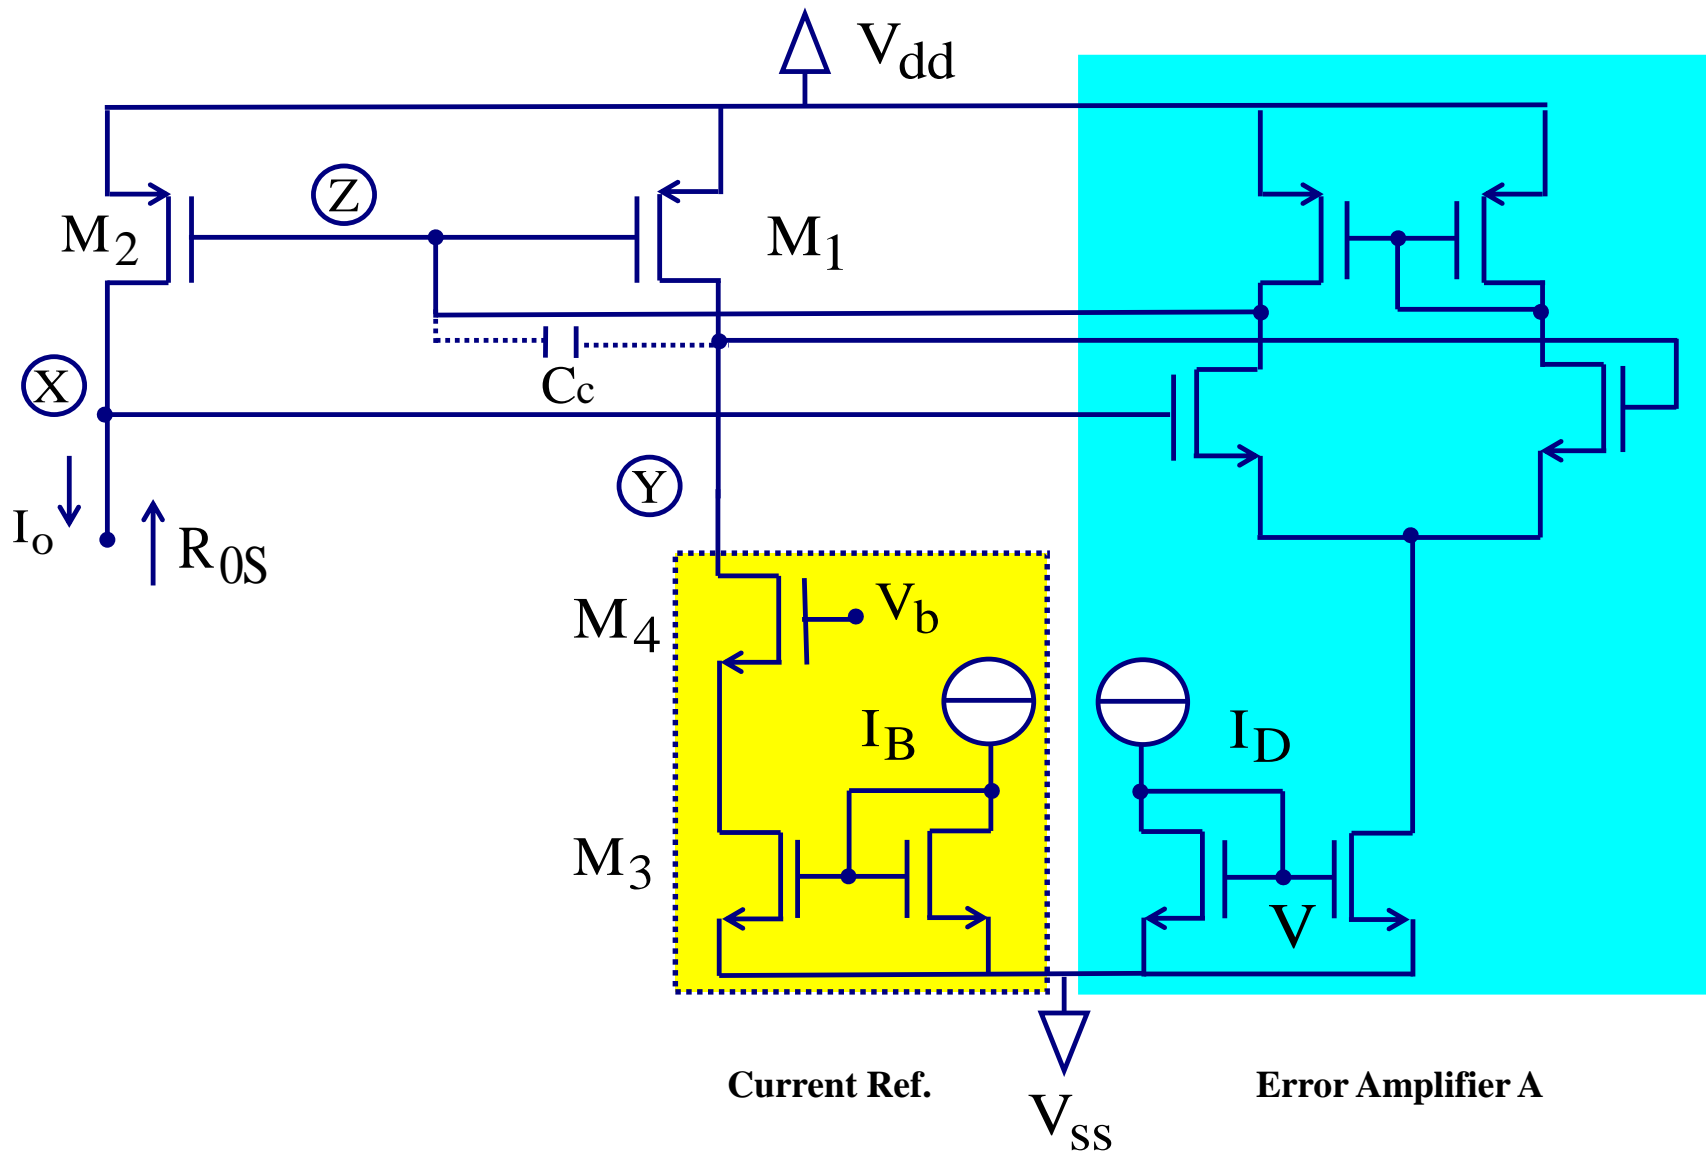 Vdd
Z
M2
M1
X
Cc
Y
Io
R0S
M4
Vb
IB
ID
M3
V
Current Ref.
Error Amplifier A
Vss